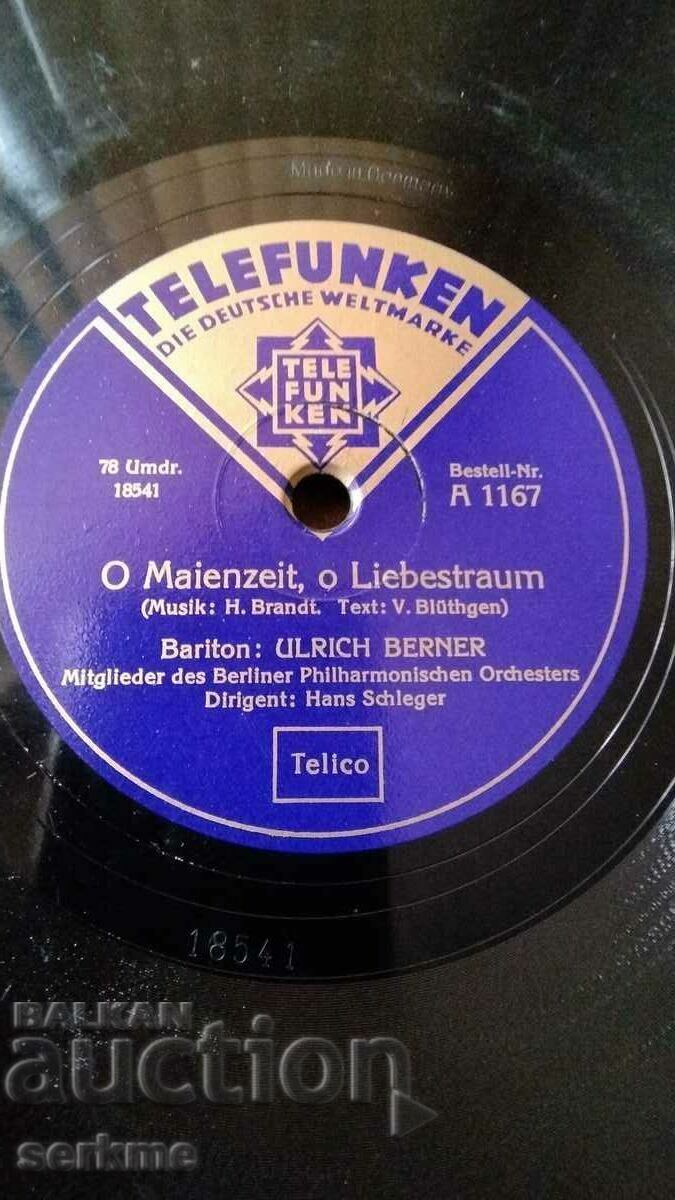 Made in Germany
TELEFUNKEN
DIE DEUTSCHE WELTMARKE
TELE
FUN
KEN
78 Umdr.
18541
Bestell-Nr.
A 1167
O Maienzeit, o Liebestraum
(Musik: H. Brandt. Text: V. Blüthgen)
Bariton: ULRICH BERNER
Mitglieder des Berliner Philharmonischen Orchesters
Dirigent: Hans Schleger
Telico
18541
BALKAN
auction
serkme